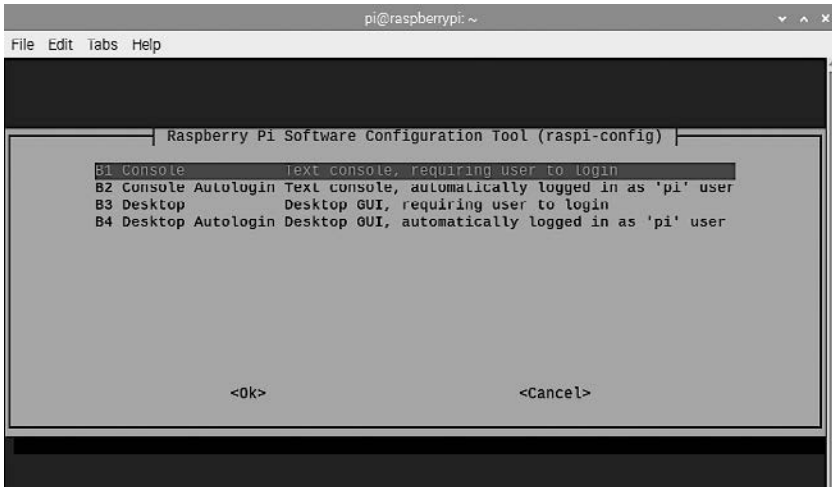 pi@raspberrypi: ~
File Edit Tabs Help
Raspberry Pi Software Configuration Tool (raspi-config)
B1 Console Text console, requiring user to login
B2 Console Autologin Text console, automatically logged in as 'pi' user
B3 Desktop Desktop GUI, requiring user to login
B4 Desktop Autologin Desktop GUI, automatically logged in as 'pi' user
<Ok> <Cancel>